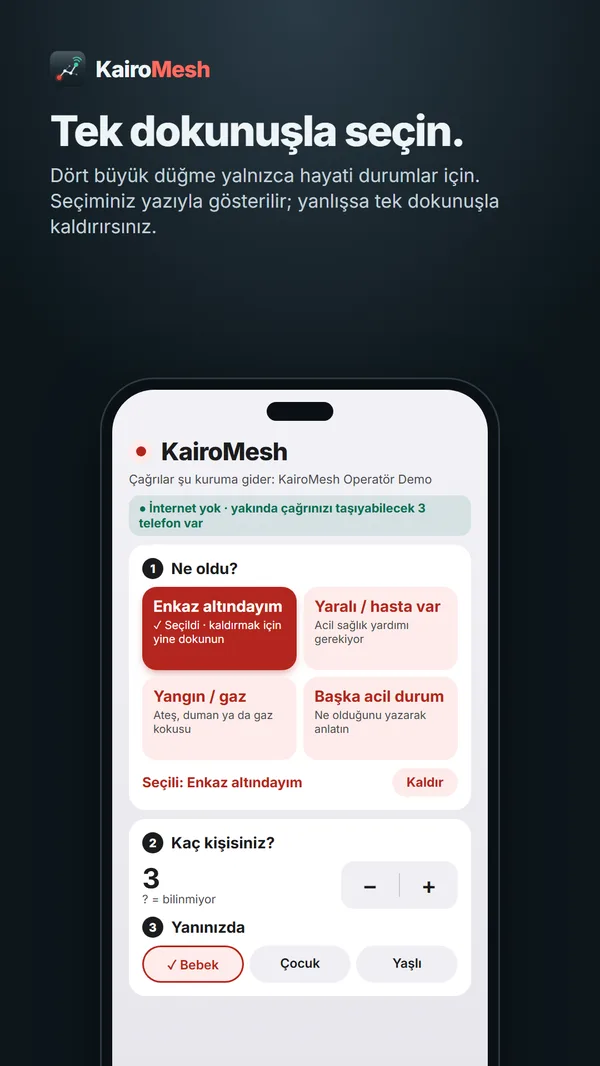 KairoMesh
Tek dokunuşla seçin.
Dört büyük düğme yalnızca hayati durumlar için.
Seçiminiz yazıyla gösterilir; yanlışsa tek dokunuşla
kaldırırsınız.
KairoMesh
Çağrılar şu kuruma gider: KairoMesh Operatör Demo
● İnternet yok · yakında çağrınızı taşıyabilecek 3
telefon var
1 Ne oldu?
Enkaz altındayım
✓ Seçildi · kaldırmak için
yine dokunun
Yaralı / hasta var
Acil sağlık yardımı
gerekiyor
Yangın / gaz
Ateş, duman ya da gaz
kokusu
Başka acil durum
Ne olduğunu yazarak
anlatın
Seçili: Enkaz altındayım
Kaldır
2 Kaç kişisiniz?
3
? = bilinmiyor
− +
3 Yanınızda
✓ Bebek
Çocuk
Yaşlı